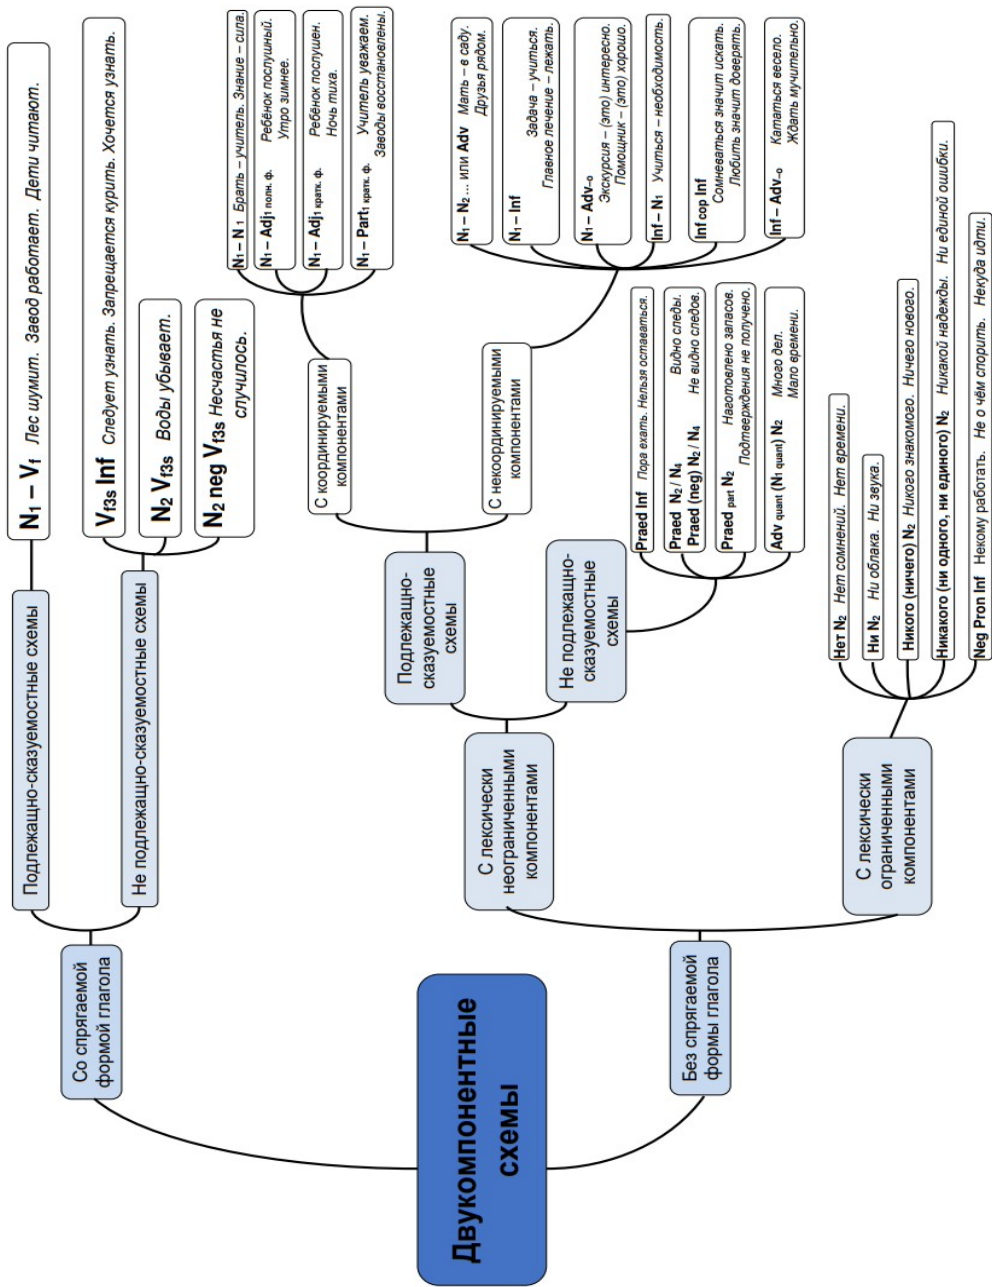 Двукомпонентные
схемы
Со спрягаемой
формой глагола
Подлежащно-сказуемостные схемы
N₁ – Vf Лес шумит. Завод работает. Дети читают.
Не подлежащно-сказуемостные схемы
Vf3s Inf Следует узнать. Запрещается курить. Хочется узнать.
N₂ Vf3s Воды убывает.
N₂ neg Vf3s Несчастья не
случилось.
Без спрягаемой
формы глагола
С лексически
неограниченными
компонентами
Подлежащно-
сказуемостные
схемы
С координируемыми
компонентами
N₁ – N ₁ Брать – учитель. Знание – сила.
N₁ – Adj₁ полн. ф. Ребёнок послушный.
Утро зимнее.
N₁ – Adj₁ кратк. ф. Ребёнок послушен.
Ночь тиха.
N₁ – Part₁ кратк. ф. Учитель уважаем.
Заводы восстановлены.
С некоординируемыми
компонентами
N₁ – N₂ ... или Adv Мать – в саду.
Друзья рядом.
N₁ – Inf Задача – учиться.
Главное лечение – лежать.
N₁ – Adv-о
Экскурсия – (это) интересно.
Помощник – (это) хорошо.
Inf – N₁ Учиться – необходимость.
Inf cop Inf
Сомневаться значит искать.
Любить значит доверять.
Inf – Adv-о Кататься весело.
Ждать мучительно.
Не подлежащно-
сказуемостные
схемы
Praed Inf Пора ехать. Нельзя оставаться.
Praed N₂ / N₄ Видно следы.
Praed (neg) N₂ / N₄ Не видно следов.
Praed part N₂ Наготовлено запасов.
Подтверждения не получено.
Adv quant (N₁ quant) N₂ Много дел.
Мало времени.
С лексически
ограниченными
компонентами
Нет N₂ Нет сомнений. Нет времени.
Ни N₂ Ни облака. Ни звука.
Никого (ничего) N₂ Никого знакомого. Ничего нового.
Никакого (ни одного, ни единого) N₂ Никакой надежды. Ни единой ошибки.
Neg Pron Inf Некому работать. Не о чём спорить. Некуда идти.